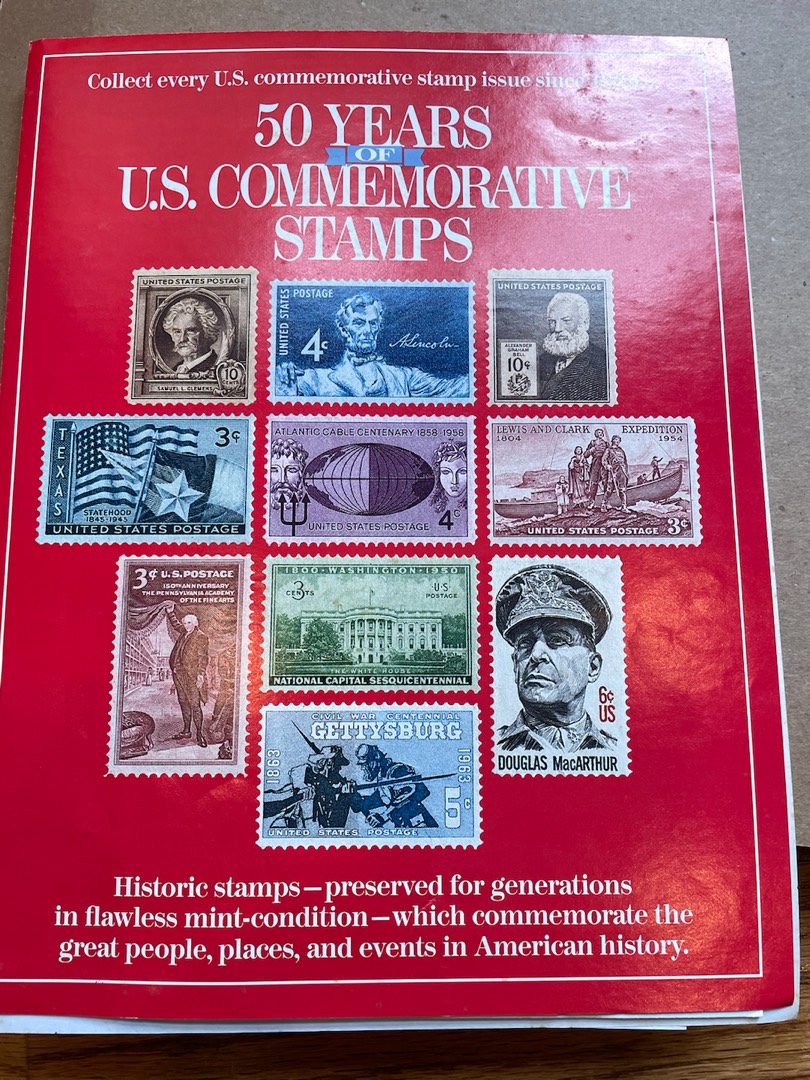 Collect every U.S. commemorative stamp issue since
50 YEARS
OF
U.S. COMMEMORATIVE
STAMPS
UNITED STATES POSTAGE
10
CENTS
SAMUEL L. CLEMENS
UNITED STATES
POSTAGE
4¢
A. Lincoln
UNITED STATES POSTAGE
ALEXANDER
GRAHAM
BELL
10¢
TEXAS
3¢
STATEHOOD
1845-1945
UNITED STATES POSTAGE
ATLANTIC CABLE CENTENARY 1858-1958
UNITED STATES POSTAGE
4¢
LEWIS AND CLARK EXPEDITION
1804 1954
UNITED STATES POSTAGE 3¢
3¢ U.S. POSTAGE
150TH ANNIVERSARY
THE PENNSYLVANIA ACADEMY
OF THE FINE ARTS
1800-WASHINGTON-1950
3
CENTS
U·S
POSTAGE
THE WHITE HOUSE
NATIONAL CAPITAL SESQUICENTENNIAL
6¢
US
DOUGLAS MacARTHUR
CIVIL WAR CENTENNIAL
GETTYSBURG
1863
1963
5c
UNITED STATES POSTAGE
Historic stamps—preserved for generations
in flawless mint-condition—which commemorate the
great people, places, and events in American history.